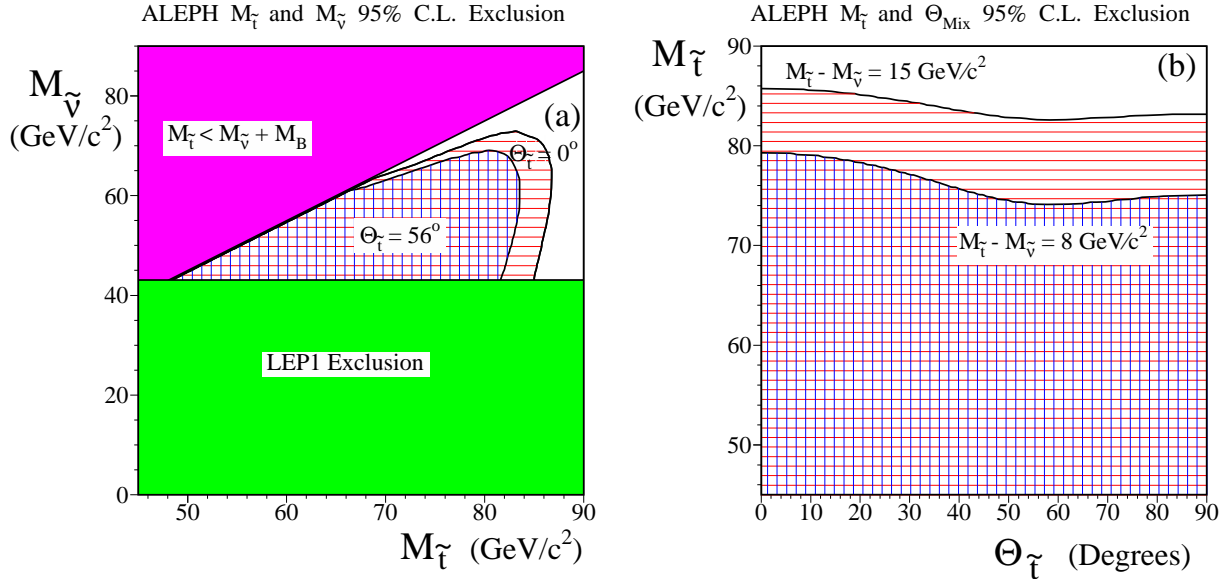 ALEPH M_t̃ and M_ν̃ 95% C.L. Exclusion
M_ν̃
(GeV/c²)
80
60
40
20
0
(a)
M_t̃ < M_ν̃ + M_B
Θ_t̃ = 0°
Θ_t̃ = 56°
LEP1 Exclusion
50 60 70 80 90
M_t̃ (GeV/c²)
ALEPH M_t̃ and Θ_Mix 95% C.L. Exclusion
M_t̃
(GeV/c²)
90
80
70
60
50
(b)
M_t̃ - M_ν̃ = 15 GeV/c²
M_t̃ - M_ν̃ = 8 GeV/c²
0 10 20 30 40 50 60 70 80 90
Θ_t̃ (Degrees)